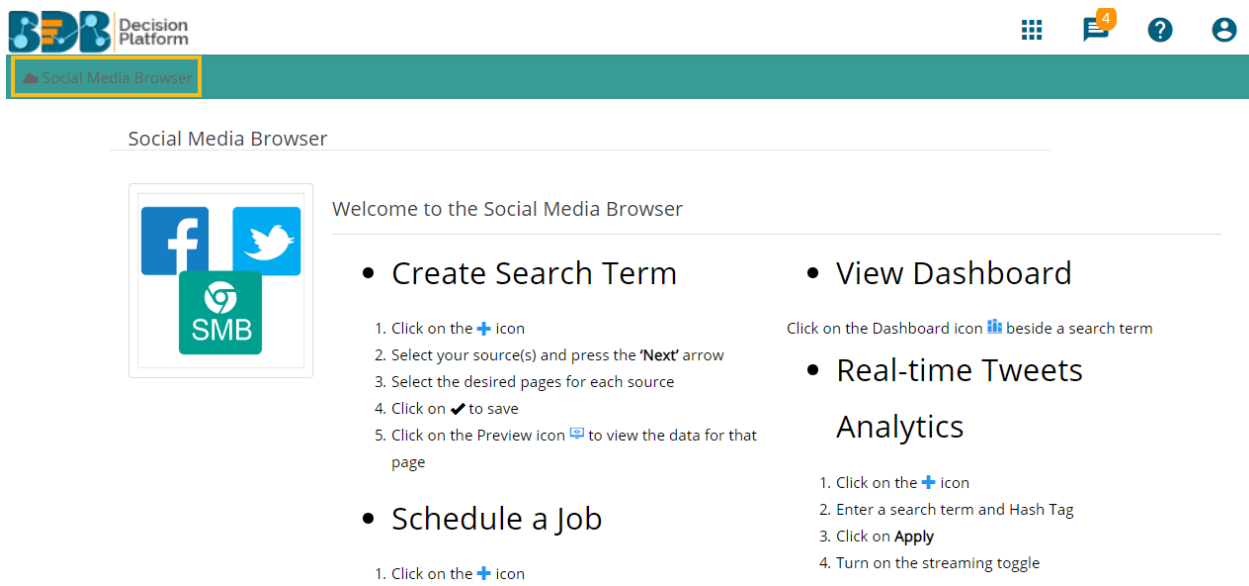 BDB Decision
Platform
4
?
Social Media Browser
Social Media Browser
f
SMB
Welcome to the Social Media Browser
• Create Search Term
1. Click on the + icon
2. Select your source(s) and press the 'Next' arrow
3. Select the desired pages for each source
4. Click on ✔ to save
5. Click on the Preview icon to view the data for that
page
• Schedule a Job
1. Click on the + icon
• View Dashboard
Click on the Dashboard icon beside a search term
• Real-time Tweets
Analytics
1. Click on the + icon
2. Enter a search term and Hash Tag
3. Click on Apply
4. Turn on the streaming toggle